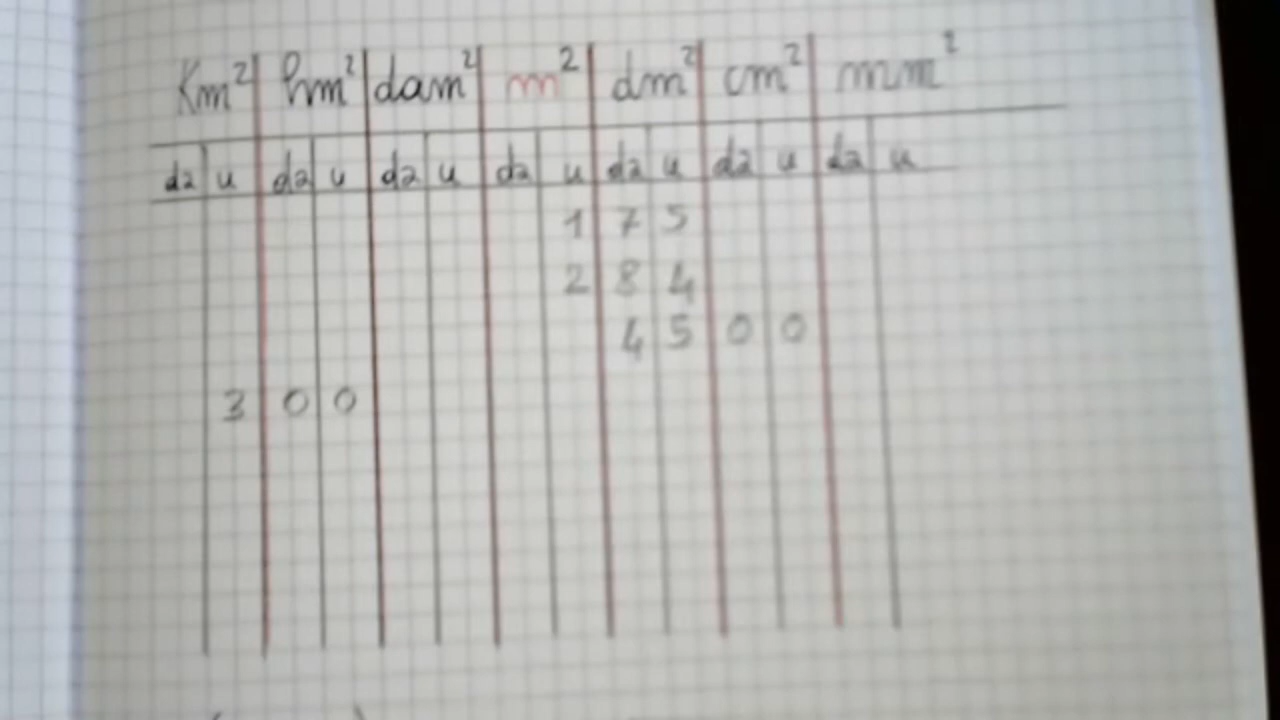 Km² hm² dam² m² dm² cm² mm²
da u da u da u da u da u da u da u
1 7 5
2 8 4
4 5 0 0
3 0 0